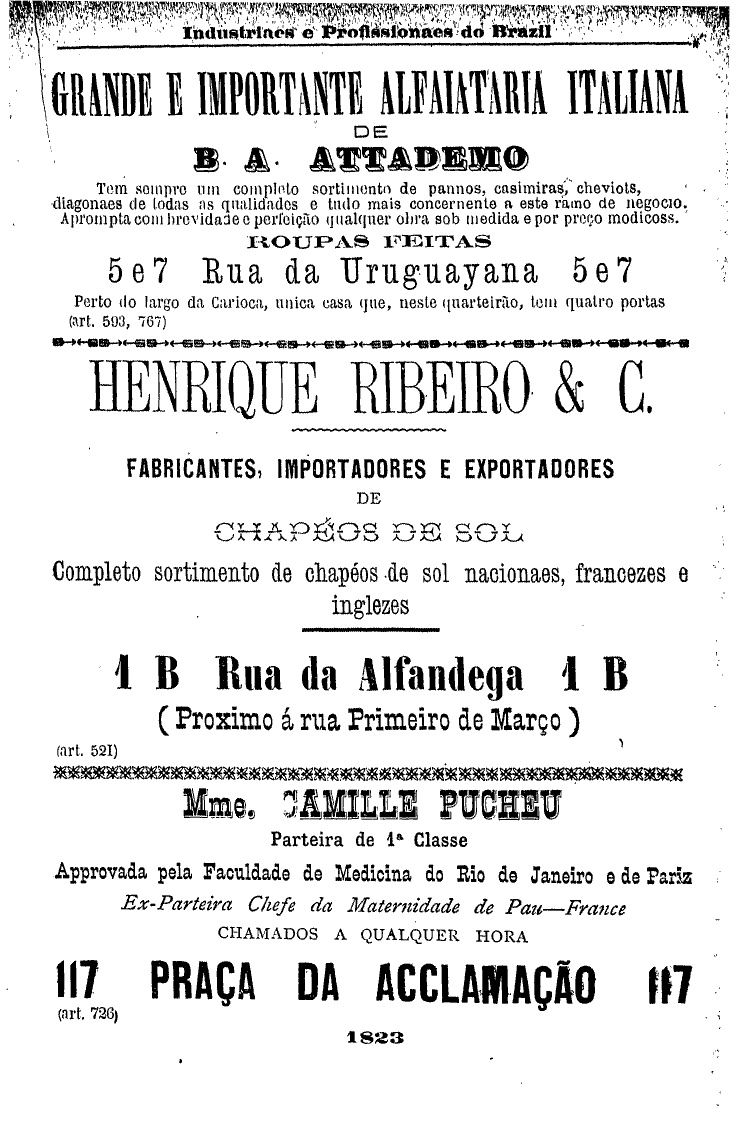 Industriaes e Profissionaes do Brazil
GRANDE E IMPORTANTE ALFAIATARIA ITALIANA
DE
B. A. ATTADEMO
Tem sempre um completo sortimento de pannos, casimiras, cheviots,
diagonaes de todas as qualidades e tudo mais concernente a este ramo de negocio.
Aprompta com brevidade e perfeição qualquer obra sob medida e por preço modicoss.
ROUPAS FEITAS
5 e 7 Rua da Uruguayana 5 e 7
Perto do largo da Carioca, unica casa que, neste quarteirão, tem quatro portas
(art. 593, 767)
HENRIQUE RIBEIRO & C.
FABRICANTES, IMPORTADORES E EXPORTADORES
DE
CHAPÉOS DE SOL
Completo sortimento de chapéos de sol nacionaes, francezes e
inglezes
1 B Rua da Alfandega 1 B
(Proximo á rua Primeiro de Março)
(art. 521)
Mme. CAMILLE PUCHEU
Parteira de 1ª Classe
Approvada pela Faculdade de Medicina do Rio de Janeiro e de Pariz
Ex-Parteira Chefe da Maternidade de Pau—France
CHAMADOS A QUALQUER HORA
117 PRAÇA DA ACCLAMAÇÃO 117
(art. 726)
1823